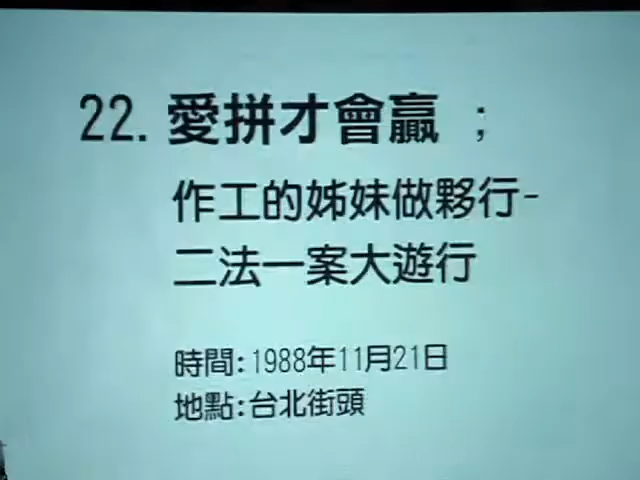 22. 愛拼才會贏 ;
作工的姊妹做夥行-
二法一案大遊行
時間:1988年11月21日
地點:台北街頭